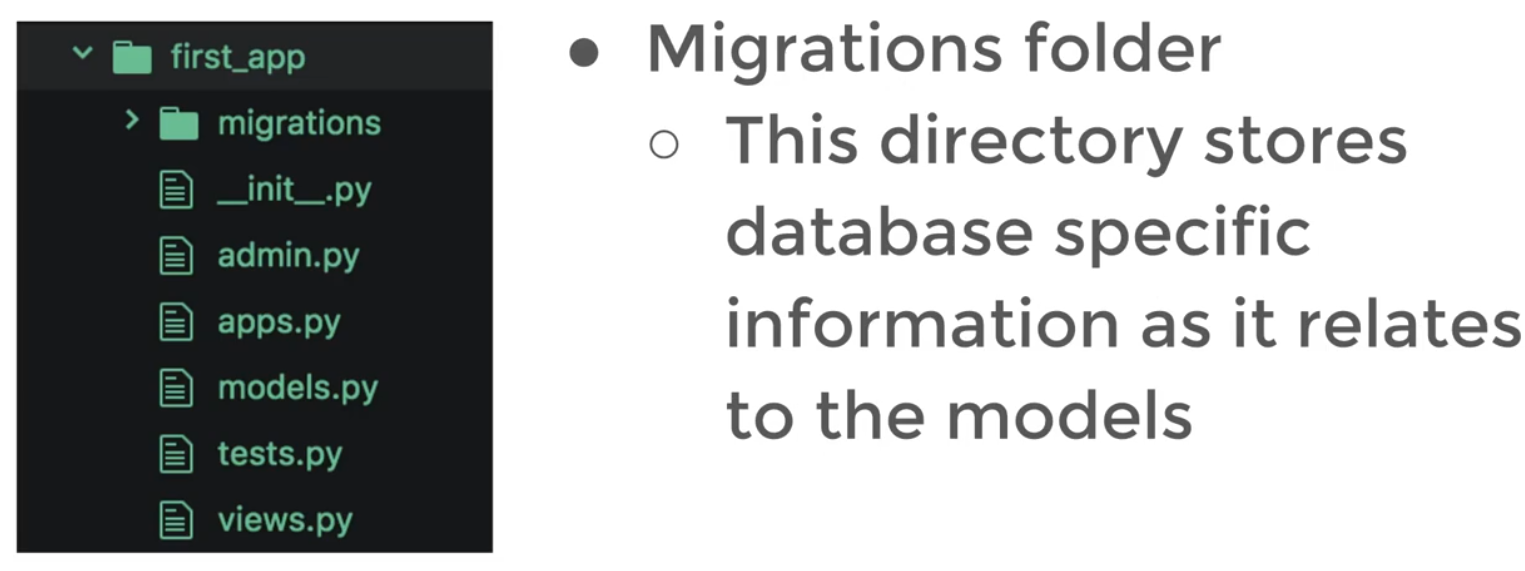 first_app
migrations
__init__.py
admin.py
apps.py
models.py
tests.py
views.py
● Migrations folder
○ This directory stores
database specific
information as it relates
to the models